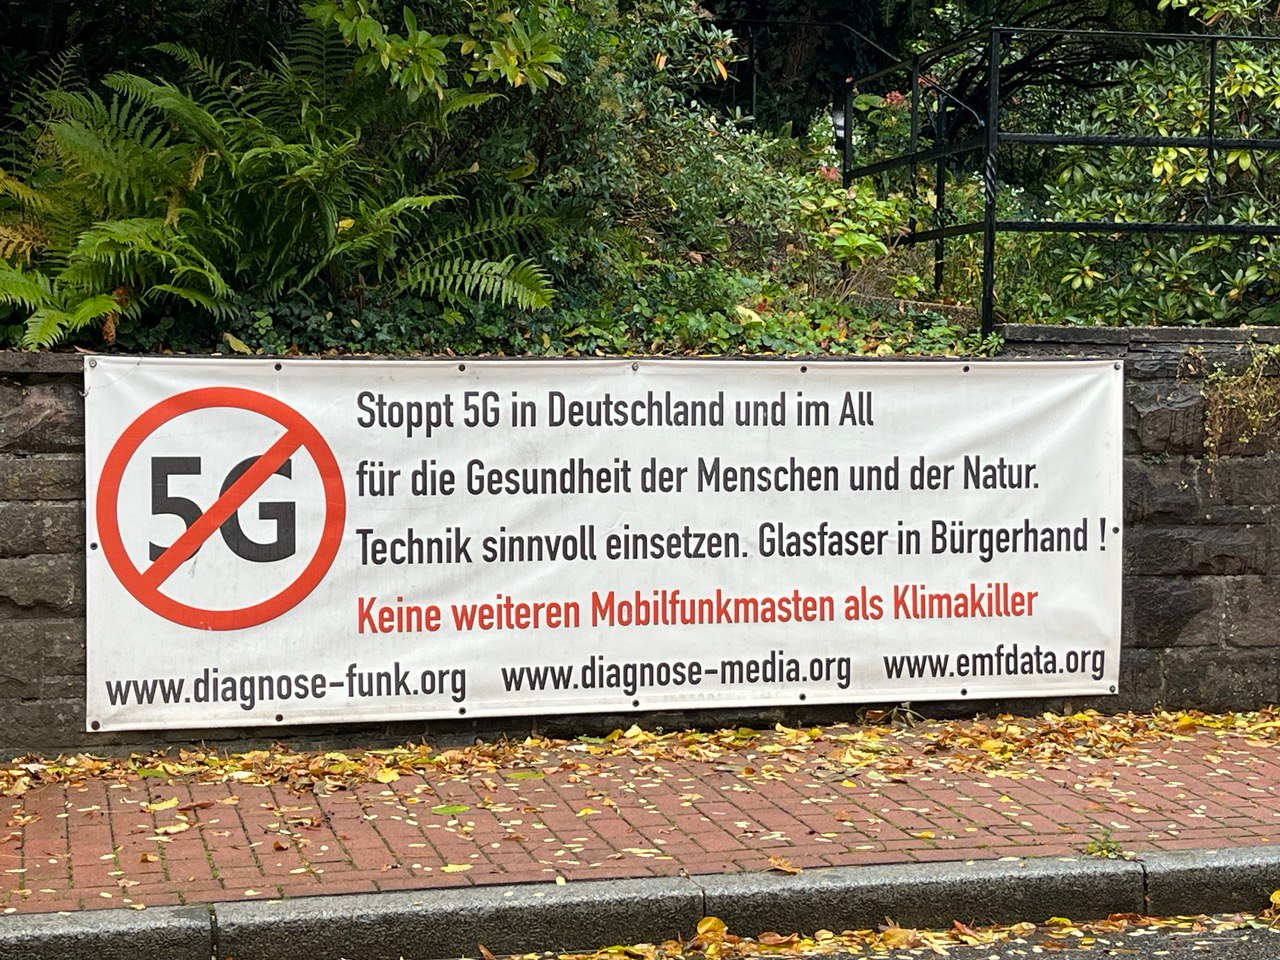 5G
Stoppt 5G in Deutschland und im All
für die Gesundheit der Menschen und der Natur.
Technik sinnvoll einsetzen. Glasfaser in Bürgerhand !
Keine weiteren Mobilfunkmasten als Klimakiller
www.diagnose-funk.org www.diagnose-media.org www.emfdata.org